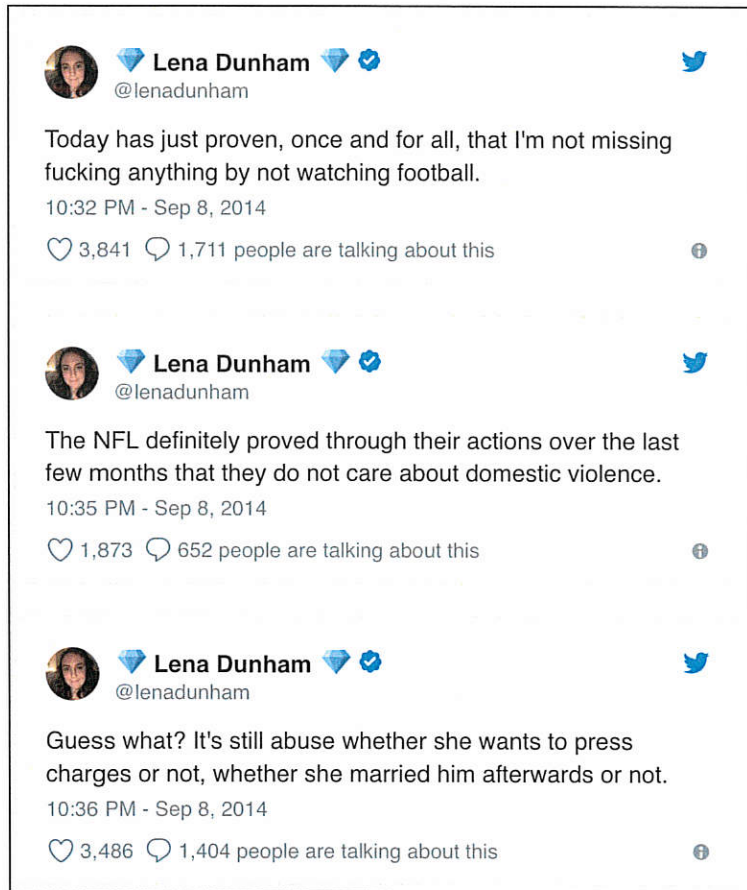 💎 Lena Dunham 💎
@lenadunham
Today has just proven, once and for all, that I'm not missing
fucking anything by not watching football.
10:32 PM - Sep 8, 2014
3,841 1,711 people are talking about this
💎 Lena Dunham 💎
@lenadunham
The NFL definitely proved through their actions over the last
few months that they do not care about domestic violence.
10:35 PM - Sep 8, 2014
1,873 652 people are talking about this
💎 Lena Dunham 💎
@lenadunham
Guess what? It's still abuse whether she wants to press
charges or not, whether she married him afterwards or not.
10:36 PM - Sep 8, 2014
3,486 1,404 people are talking about this